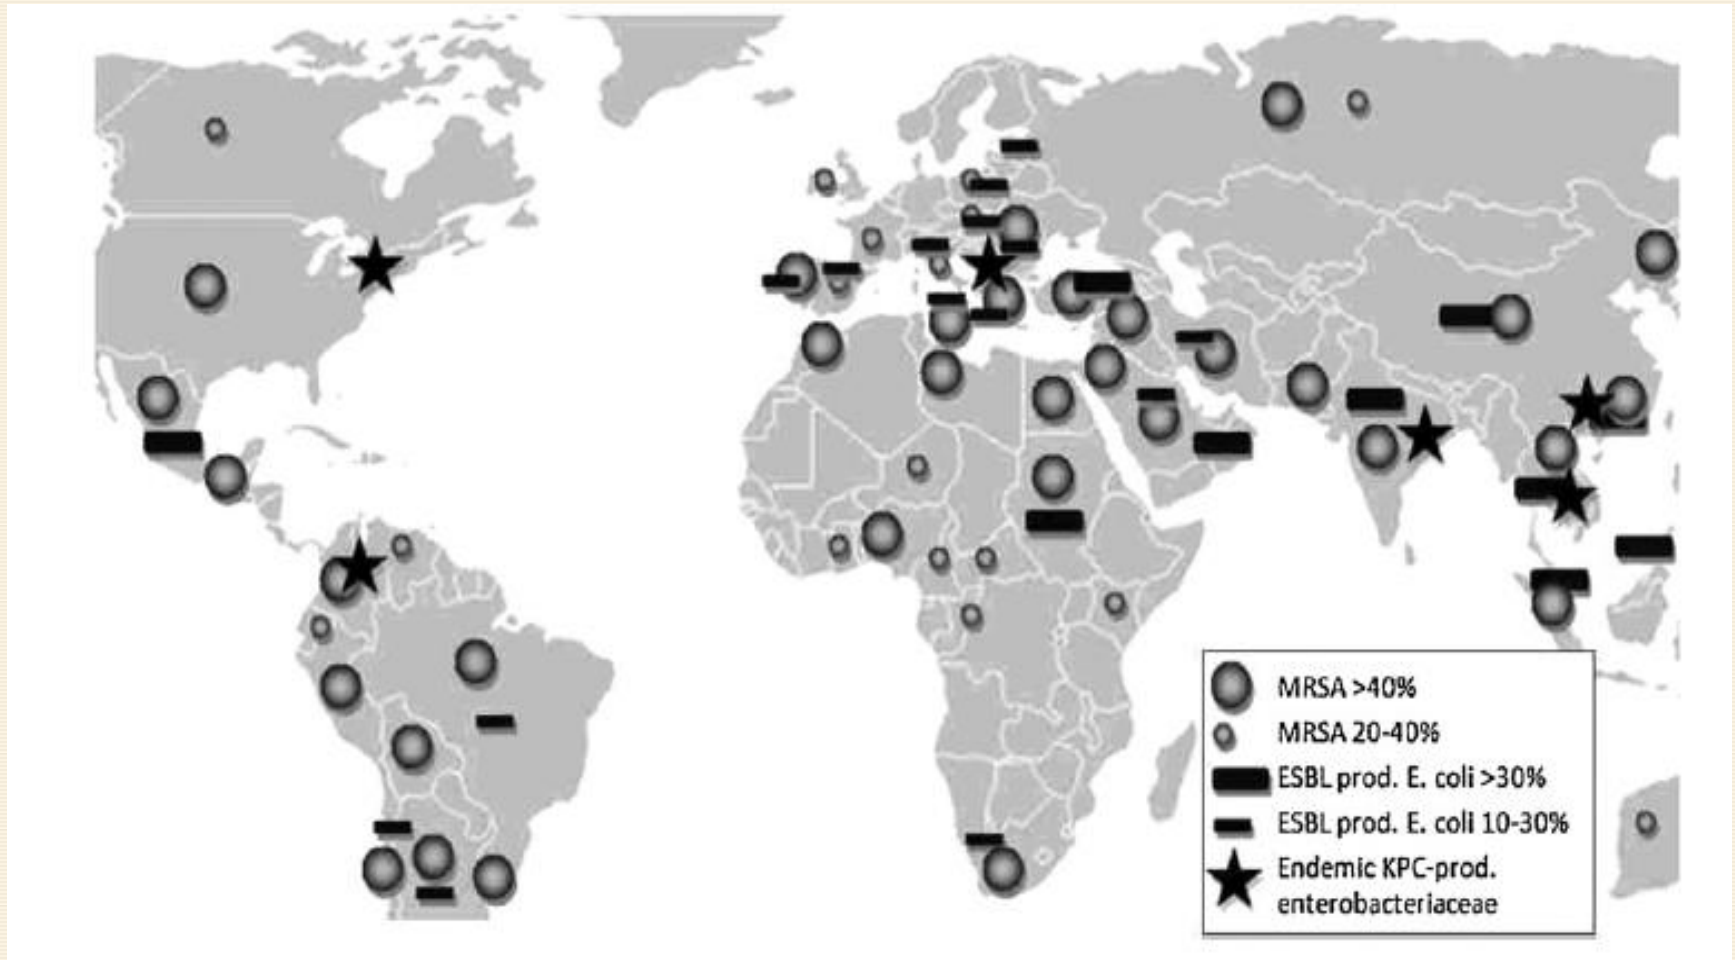 MRSA >40%
MRSA 20-40%
ESBL prod. E. coli >30%
ESBL prod. E. coli 10-30%
Endemic KPC-prod.
enterobacteriaceae